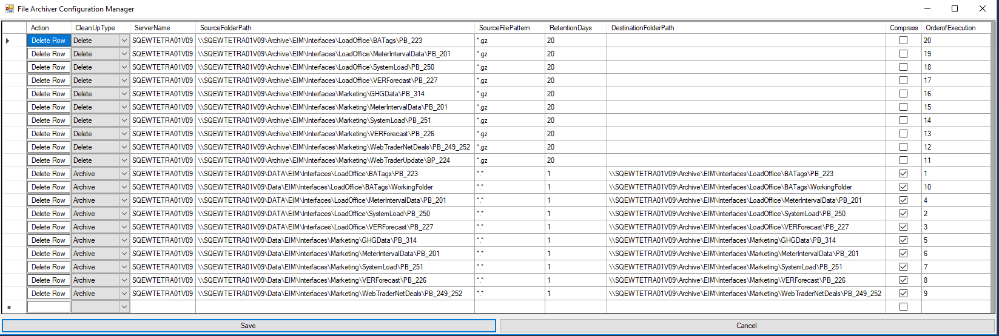 File Archiver Configuration Manager
Action CleanUpType ServerName SourceFolderPath SourceFilePattern RetentionDays DestinationFolderPath Compress OrderofExecution
Delete Row Delete SQEWTETRA01V09 \\SQEWTETRA01V09\Archive\EIM\Interfaces\LoadOffice\BATags\PB_223 *.gz 20 20
Delete Row Delete SQEWTETRA01V09 \\SQEWTETRA01V09\Archive\EIM\Interfaces\LoadOffice\MeterIntervalData\PB_201 *.gz 20 19
Delete Row Delete SQEWTETRA01V09 \\SQEWTETRA01V09\Archive\EIM\Interfaces\LoadOffice\SystemLoad\PB_250 *.gz 20 18
Delete Row Delete SQEWTETRA01V09 \\SQEWTETRA01V09\Archive\EIM\Interfaces\LoadOffice\VERForecast\PB_227 *.gz 20 17
Delete Row Delete SQEWTETRA01V09 \\SQEWTETRA01V09\Archive\EIM\Interfaces\Marketing\GHGData\PB_314 *.gz 20 16
Delete Row Delete SQEWTETRA01V09 \\SQEWTETRA01V09\Archive\EIM\Interfaces\Marketing\MeterIntervalData\PB_201 *.gz 20 15
Delete Row Delete SQEWTETRA01V09 \\SQEWTETRA01V09\Archive\EIM\Interfaces\Marketing\SystemLoad\PB_251 *.gz 20 14
Delete Row Delete SQEWTETRA01V09 \\SQEWTETRA01V09\Archive\EIM\Interfaces\Marketing\VERForecast\PB_226 *.gz 20 13
Delete Row Delete SQEWTETRA01V09 \\SQEWTETRA01V09\Archive\EIM\Interfaces\Marketing\WebTraderNetDeals\PB_249_252 *.gz 20 12
Delete Row Delete SQEWTETRA01V09 \\SQEWTETRA01V09\Archive\EIM\Interfaces\Marketing\WebTraderUpdate\BP_224 *.gz 20 11
Delete Row Archive SQEWTETRA01V09 \\SQEWTETRA01V09\DATA\EIM\Interfaces\LoadOffice\BATags\PB_223 *.* 1 \\SQEWTETRA01V09\Archive\EIM\Interfaces\LoadOffice\BATags\PB_223 1
Delete Row Archive SQEWTETRA01V09 \\SQEWTETRA01V09\Data\EIM\Interfaces\LoadOffice\BATags\WorkingFolder *.* 1 \\SQEWTETRA01V09\Archive\EIM\Interfaces\LoadOffice\BATags\WorkingFolder 10
Delete Row Archive SQEWTETRA01V09 \\SQEWTETRA01V09\DATA\EIM\Interfaces\LoadOffice\MeterIntervalData\PB_201 *.* 1 \\SQEWTETRA01V09\Archive\EIM\Interfaces\LoadOffice\MeterIntervalData\PB_201 4
Delete Row Archive SQEWTETRA01V09 \\SQEWTETRA01V09\DATA\EIM\Interfaces\LoadOffice\SystemLoad\PB_250 *.* 1 \\SQEWTETRA01V09\Archive\EIM\Interfaces\LoadOffice\SystemLoad\PB_250 2
Delete Row Archive SQEWTETRA01V09 \\SQEWTETRA01V09\DATA\EIM\Interfaces\LoadOffice\VERForecast\PB_227 *.* 1 \\SQEWTETRA01V09\Archive\EIM\Interfaces\LoadOffice\VERForecast\PB_227 3
Delete Row Archive SQEWTETRA01V09 \\SQEWTETRA01V09\Data\EIM\Interfaces\Marketing\GHGData\PB_314 *.* 1 \\SQEWTETRA01V09\Archive\EIM\Interfaces\Marketing\GHGData\PB_314 5
Delete Row Archive SQEWTETRA01V09 \\SQEWTETRA01V09\Data\EIM\Interfaces\Marketing\MeterIntervalData\PB_201 *.* 1 \\SQEWTETRA01V09\Archive\EIM\Interfaces\Marketing\MeterIntervalData\PB_201 6
Delete Row Archive SQEWTETRA01V09 \\SQEWTETRA01V09\Data\EIM\Interfaces\Marketing\SystemLoad\PB_251 *.* 1 \\SQEWTETRA01V09\Archive\EIM\Interfaces\Marketing\SystemLoad\PB_251 7
Delete Row Archive SQEWTETRA01V09 \\SQEWTETRA01V09\Data\EIM\Interfaces\Marketing\VERForecast\PB_226 *.* 1 \\SQEWTETRA01V09\Archive\EIM\Interfaces\Marketing\VERForecast\PB_226 8
Delete Row Archive SQEWTETRA01V09 \\SQEWTETRA01V09\Data\EIM\Interfaces\Marketing\WebTraderNetDeals\PB_249_252 *.* 1 \\SQEWTETRA01V09\Archive\EIM\Interfaces\Marketing\WebTraderNetDeals\PB_249_252 9
Save Cancel